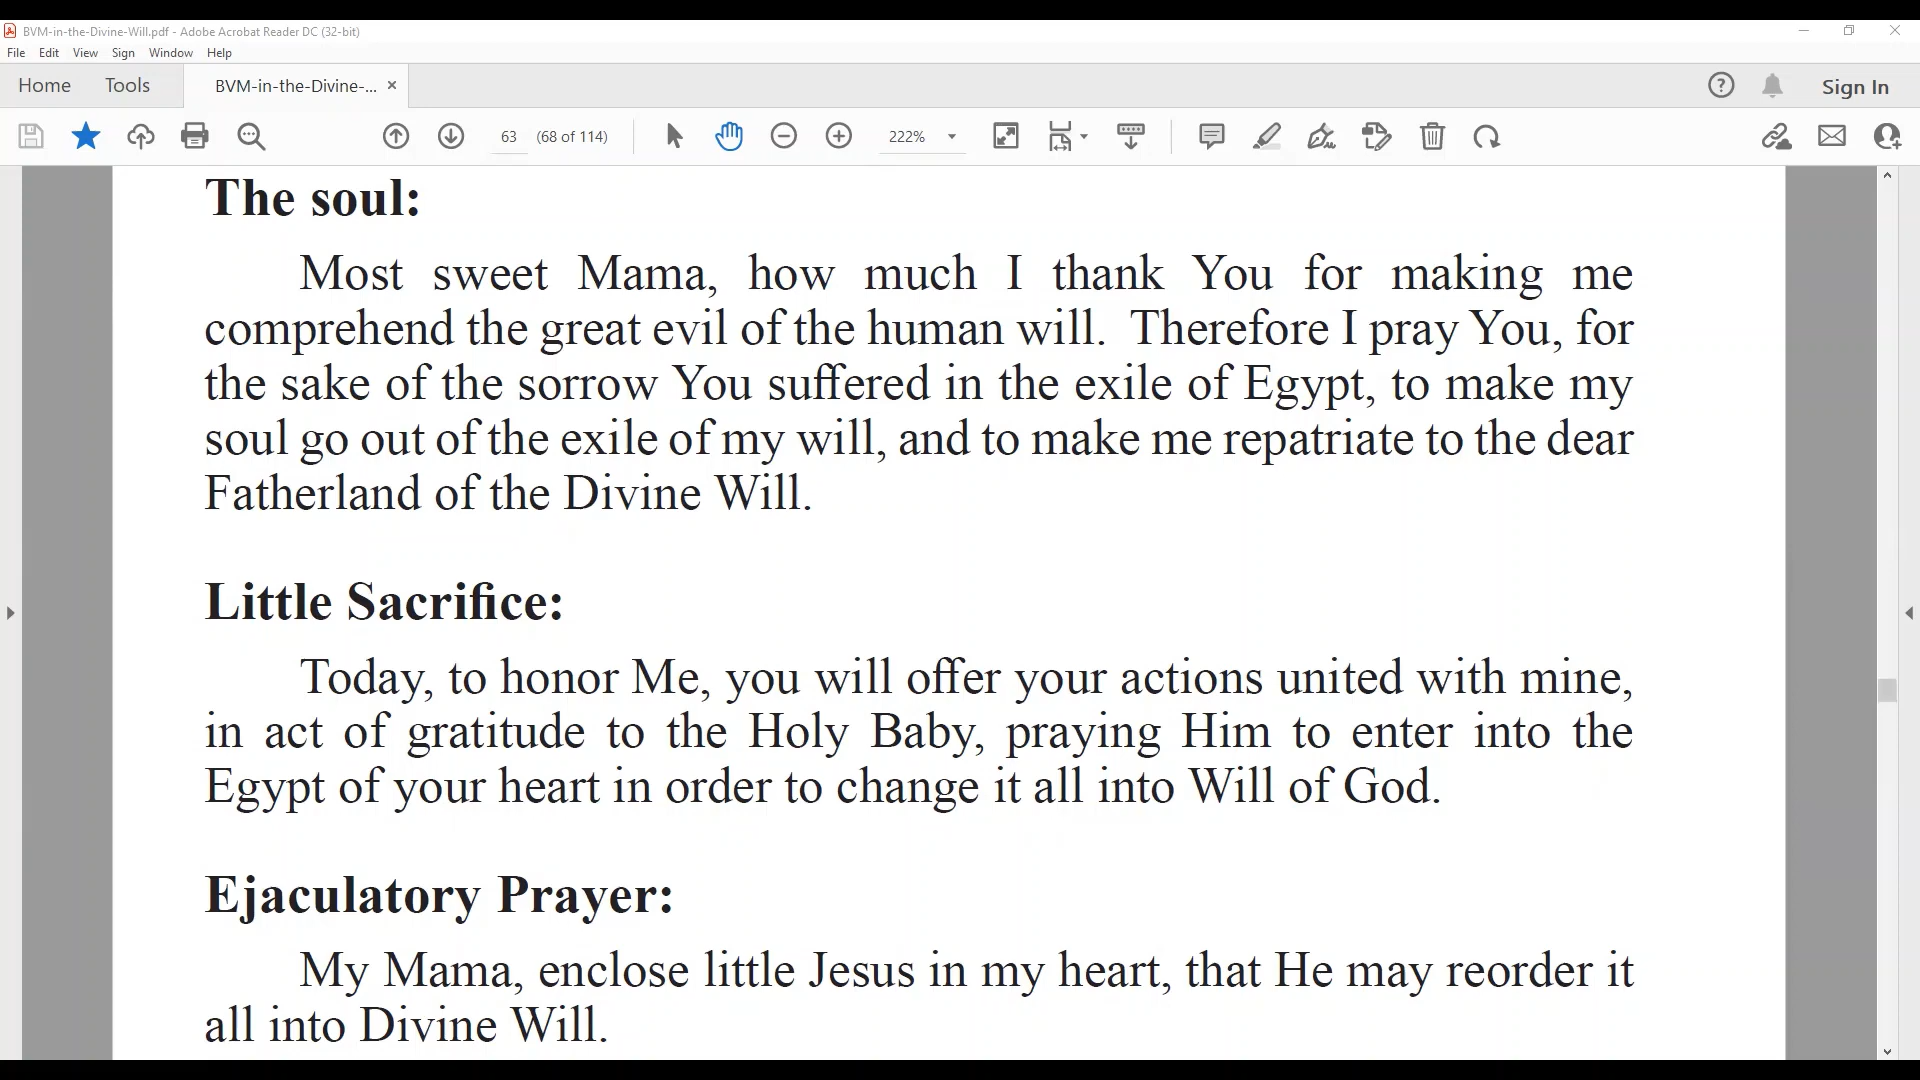 BVM-in-the-Divine-Will.pdf - Adobe Acrobat Reader DC (32-bit)
File Edit View Sign Window Help
Home Tools BVM-in-the-Divine-... × Sign In
63 (68 of 114) 222%
The soul:
Most sweet Mama, how much I thank You for making me
comprehend the great evil of the human will. Therefore I pray You, for
the sake of the sorrow You suffered in the exile of Egypt, to make my
soul go out of the exile of my will, and to make me repatriate to the dear
Fatherland of the Divine Will.
Little Sacrifice:
Today, to honor Me, you will offer your actions united with mine,
in act of gratitude to the Holy Baby, praying Him to enter into the
Egypt of your heart in order to change it all into Will of God.
Ejaculatory Prayer:
My Mama, enclose little Jesus in my heart, that He may reorder it
all into Divine Will.